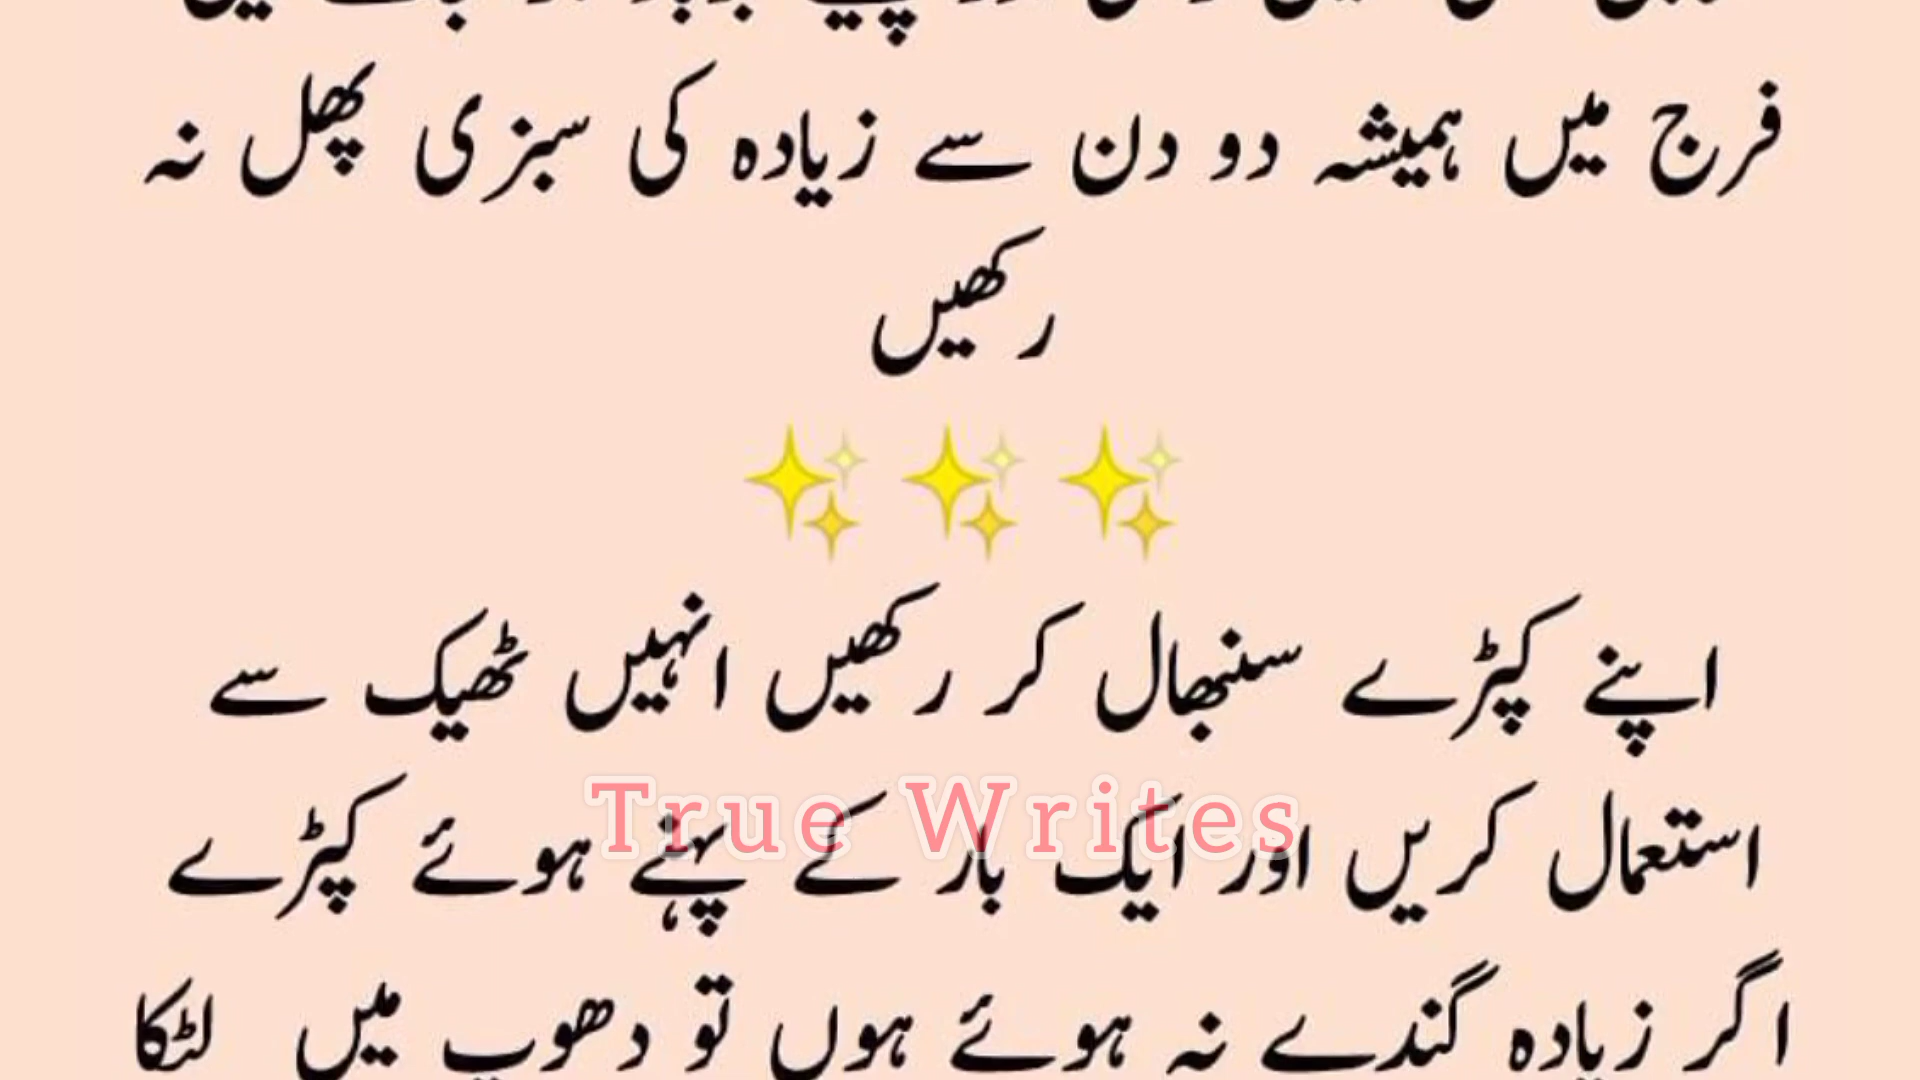 فرج میں ہمیشہ دو دن سے زیادہ کی سبزی پھل نہ
رکھیں
اپنے کپڑے سنبھال کر رکھیں انہیں ٹھیک سے
True Writes
استعمال کریں اور ایک بار کے پہنے ہوئے کپڑے
اگر زیادہ گندے نہ ہوئے ہوں تو دھوپ میں لٹکا